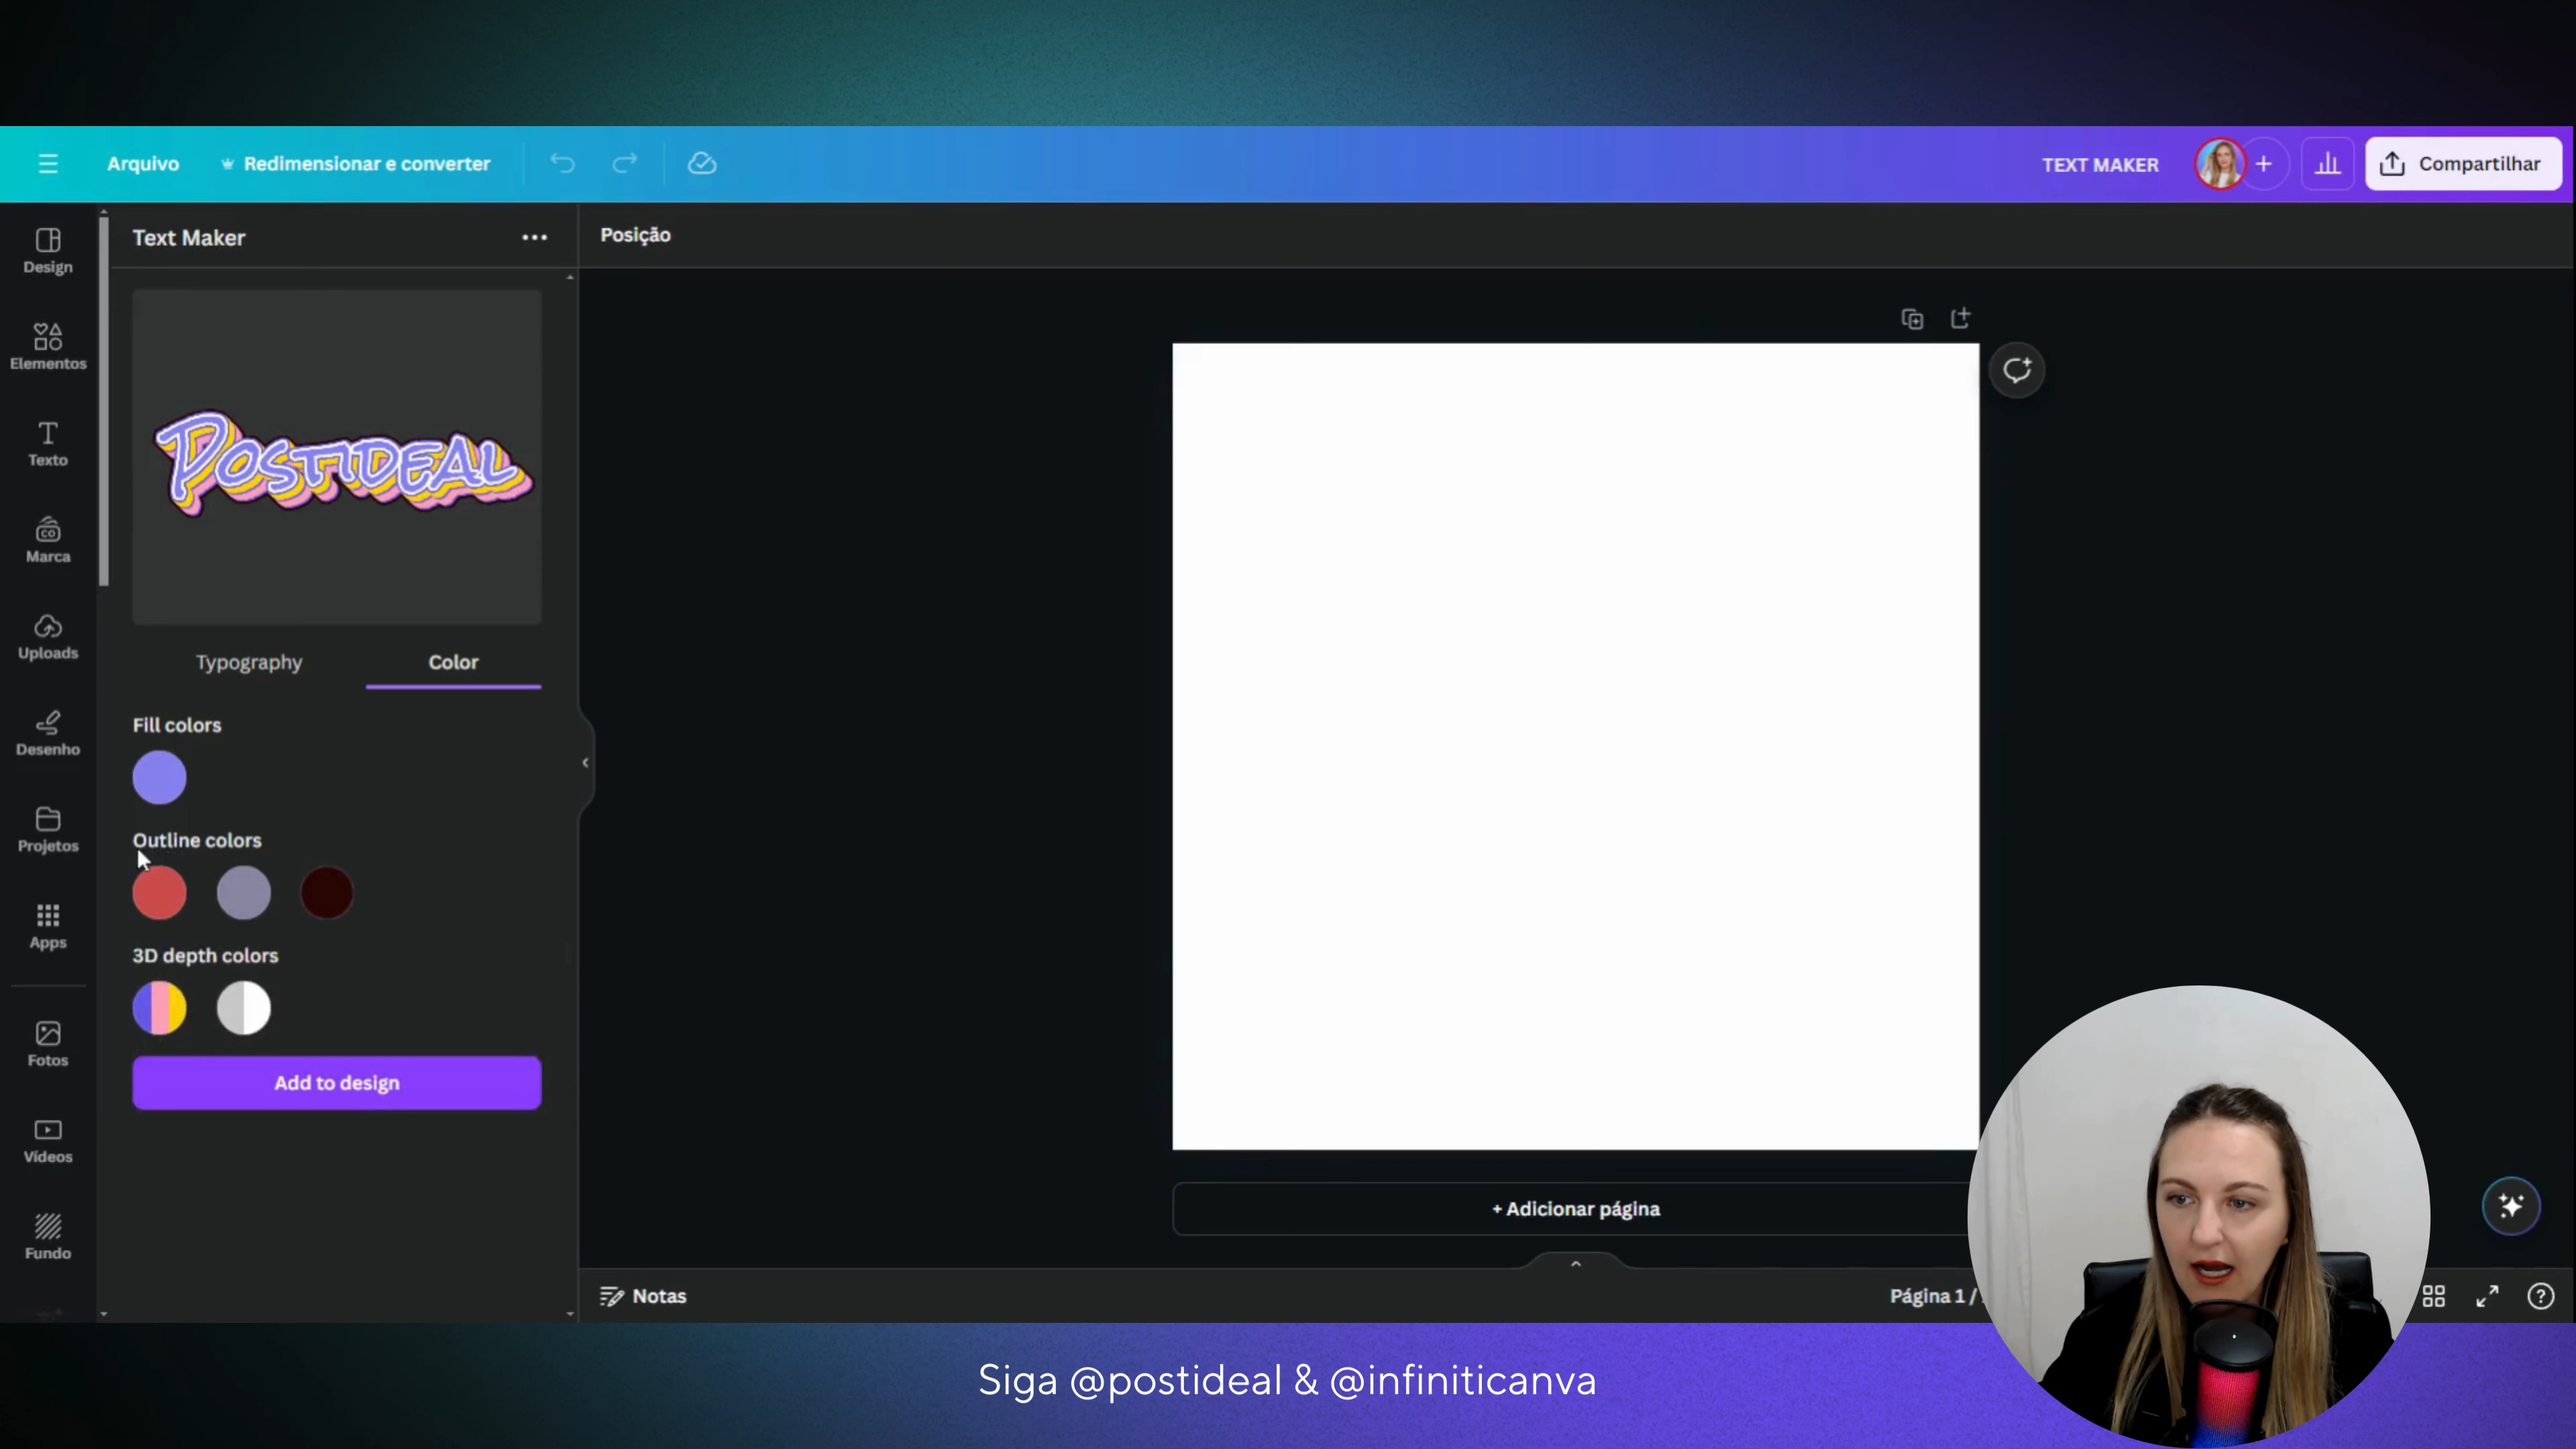 Arquivo
Redimensionar e converter
TEXT MAKER
Compartilhar
Design
Elementos
Texto
Marca
Uploads
Desenho
Projetos
Apps
Fotos
Vídeos
Fundo
Text Maker
POSTIDEAL
Typography
Color
Fill colors
Outline colors
3D depth colors
Add to design
Posição
+ Adicionar página
Notas
Página 1 /
Siga @postideal & @infiniticanva